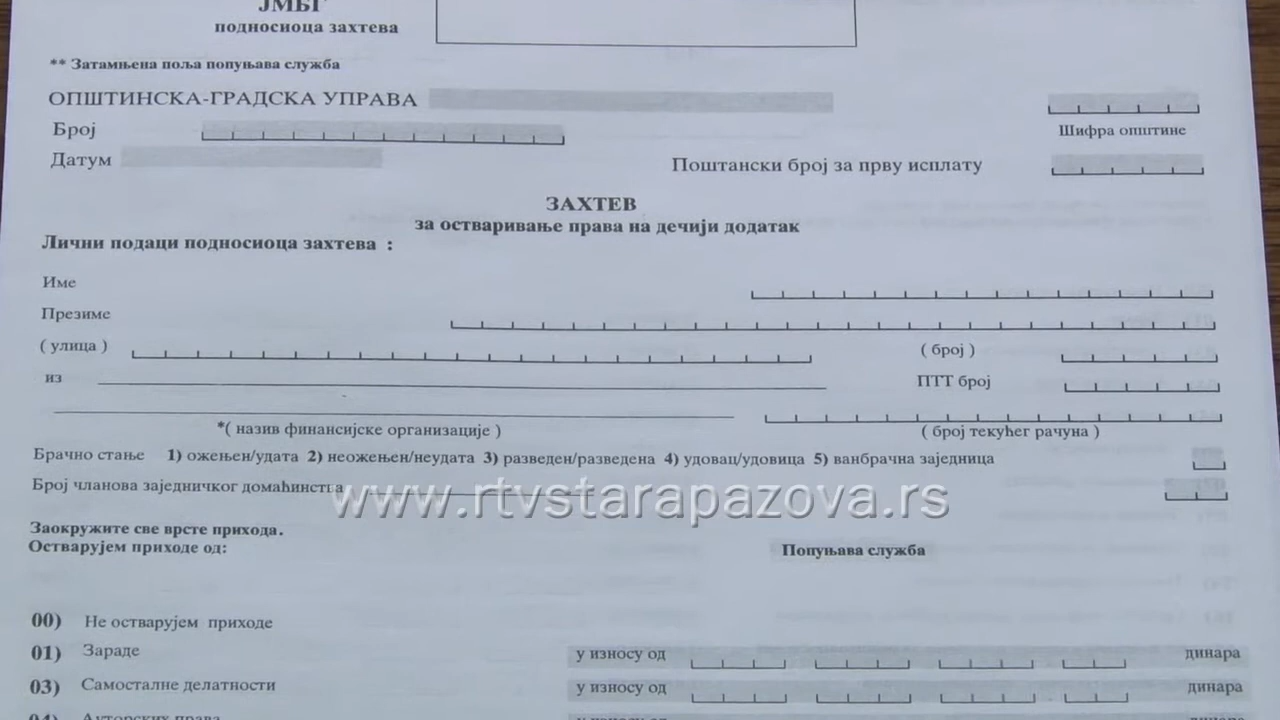 ЈМБГ
подносиоца захтева
** Затамњена поља попуњава служба
ОПШТИНСКА-ГРАДСКА УПРАВА
Број
Шифра општине
Датум
Поштански број за прву исплату
ЗАХТЕВ
за остваривање права на дечији додатак
Лични подаци подносиоца захтева :
Име
Презиме
( улица ) ( број )
из ПТТ број
*( назив финансијске организације ) ( број текућег рачуна )
Брачно стање 1) ожењен/удата 2) неожењен/неудата 3) разведен/разведена 4) удовац/удовица 5) ванбрачна заједница
Број чланова заједничког домаћинства
www.rtvstarapazova.rs
Заокружите све врсте прихода.
Остварујем приходе од: Попуњава служба
00) Не остварујем приходе
01) Зараде у износу од динара
03) Самосталне делатности у износу од динара
04) Ауторских права у износу од динара